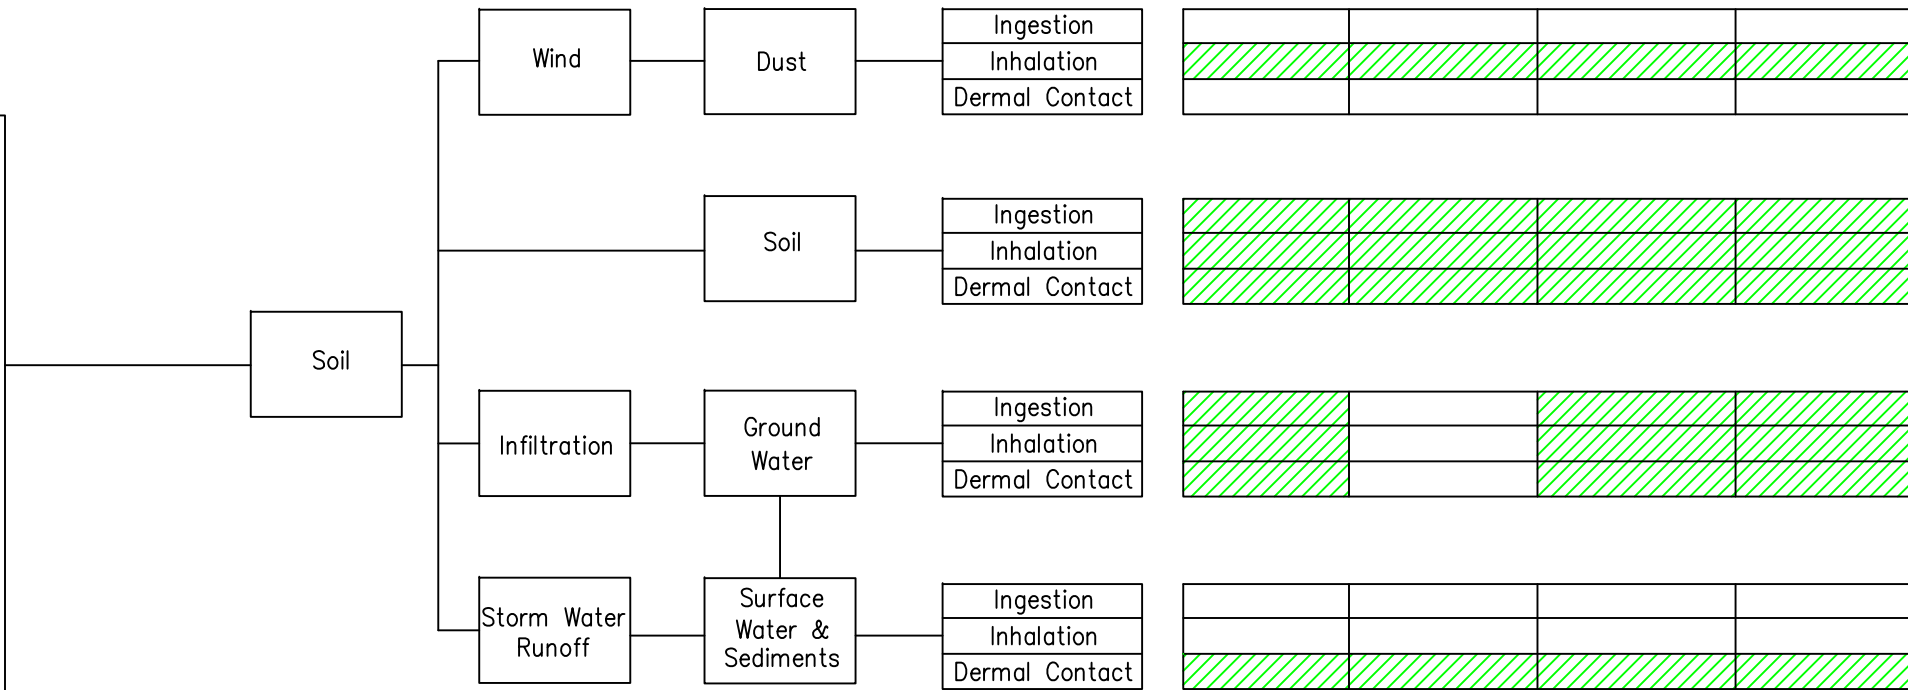 Wind
Dust
Ingestion
Inhalation
Dermal Contact
Soil
Ingestion
Inhalation
Dermal Contact
Soil
Infiltration
Ground
Water
Ingestion
Inhalation
Dermal Contact
Storm Water
Runoff
Surface
Water &
Sediments
Ingestion
Inhalation
Dermal Contact